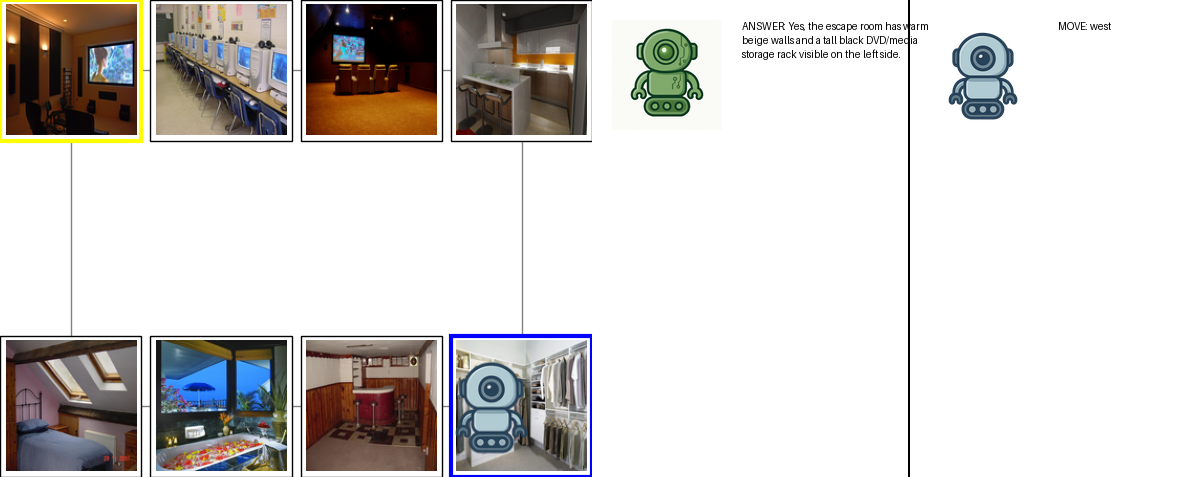 ANSWER: Yes, the escape room has warm
beige walls and a tall black DVD/media
storage rack visible on the left side.
MOVE: west